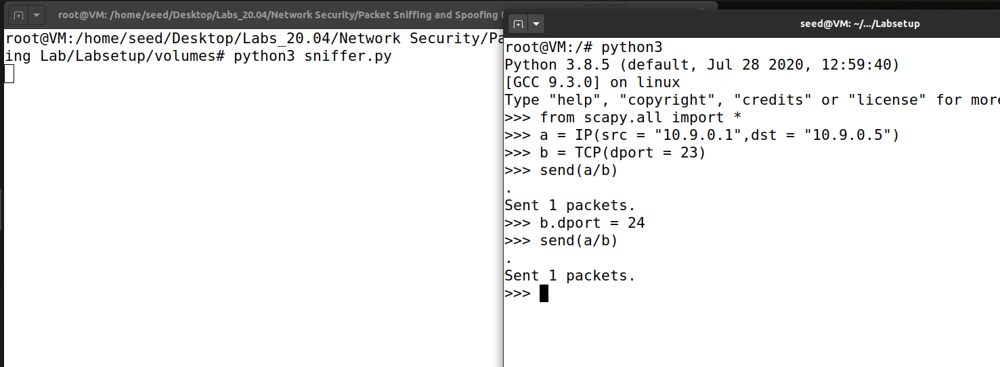 root@VM: /home/seed/Desktop/Labs_20.04/Network Security/Packet Sniffing and Spoofing
root@VM:/home/seed/Desktop/Labs_20.04/Network Security/Pa
ing Lab/Labsetup/volumes# python3 sniffer.py
seed@VM: ~/.../Labsetup
root@VM:/# python3
Python 3.8.5 (default, Jul 28 2020, 12:59:40)
[GCC 9.3.0] on linux
Type "help", "copyright", "credits" or "license" for more
>>> from scapy.all import *
>>> a = IP(src = "10.9.0.1",dst = "10.9.0.5")
>>> b = TCP(dport = 23)
>>> send(a/b)
.
Sent 1 packets.
>>> b.dport = 24
>>> send(a/b)
.
Sent 1 packets.
>>>